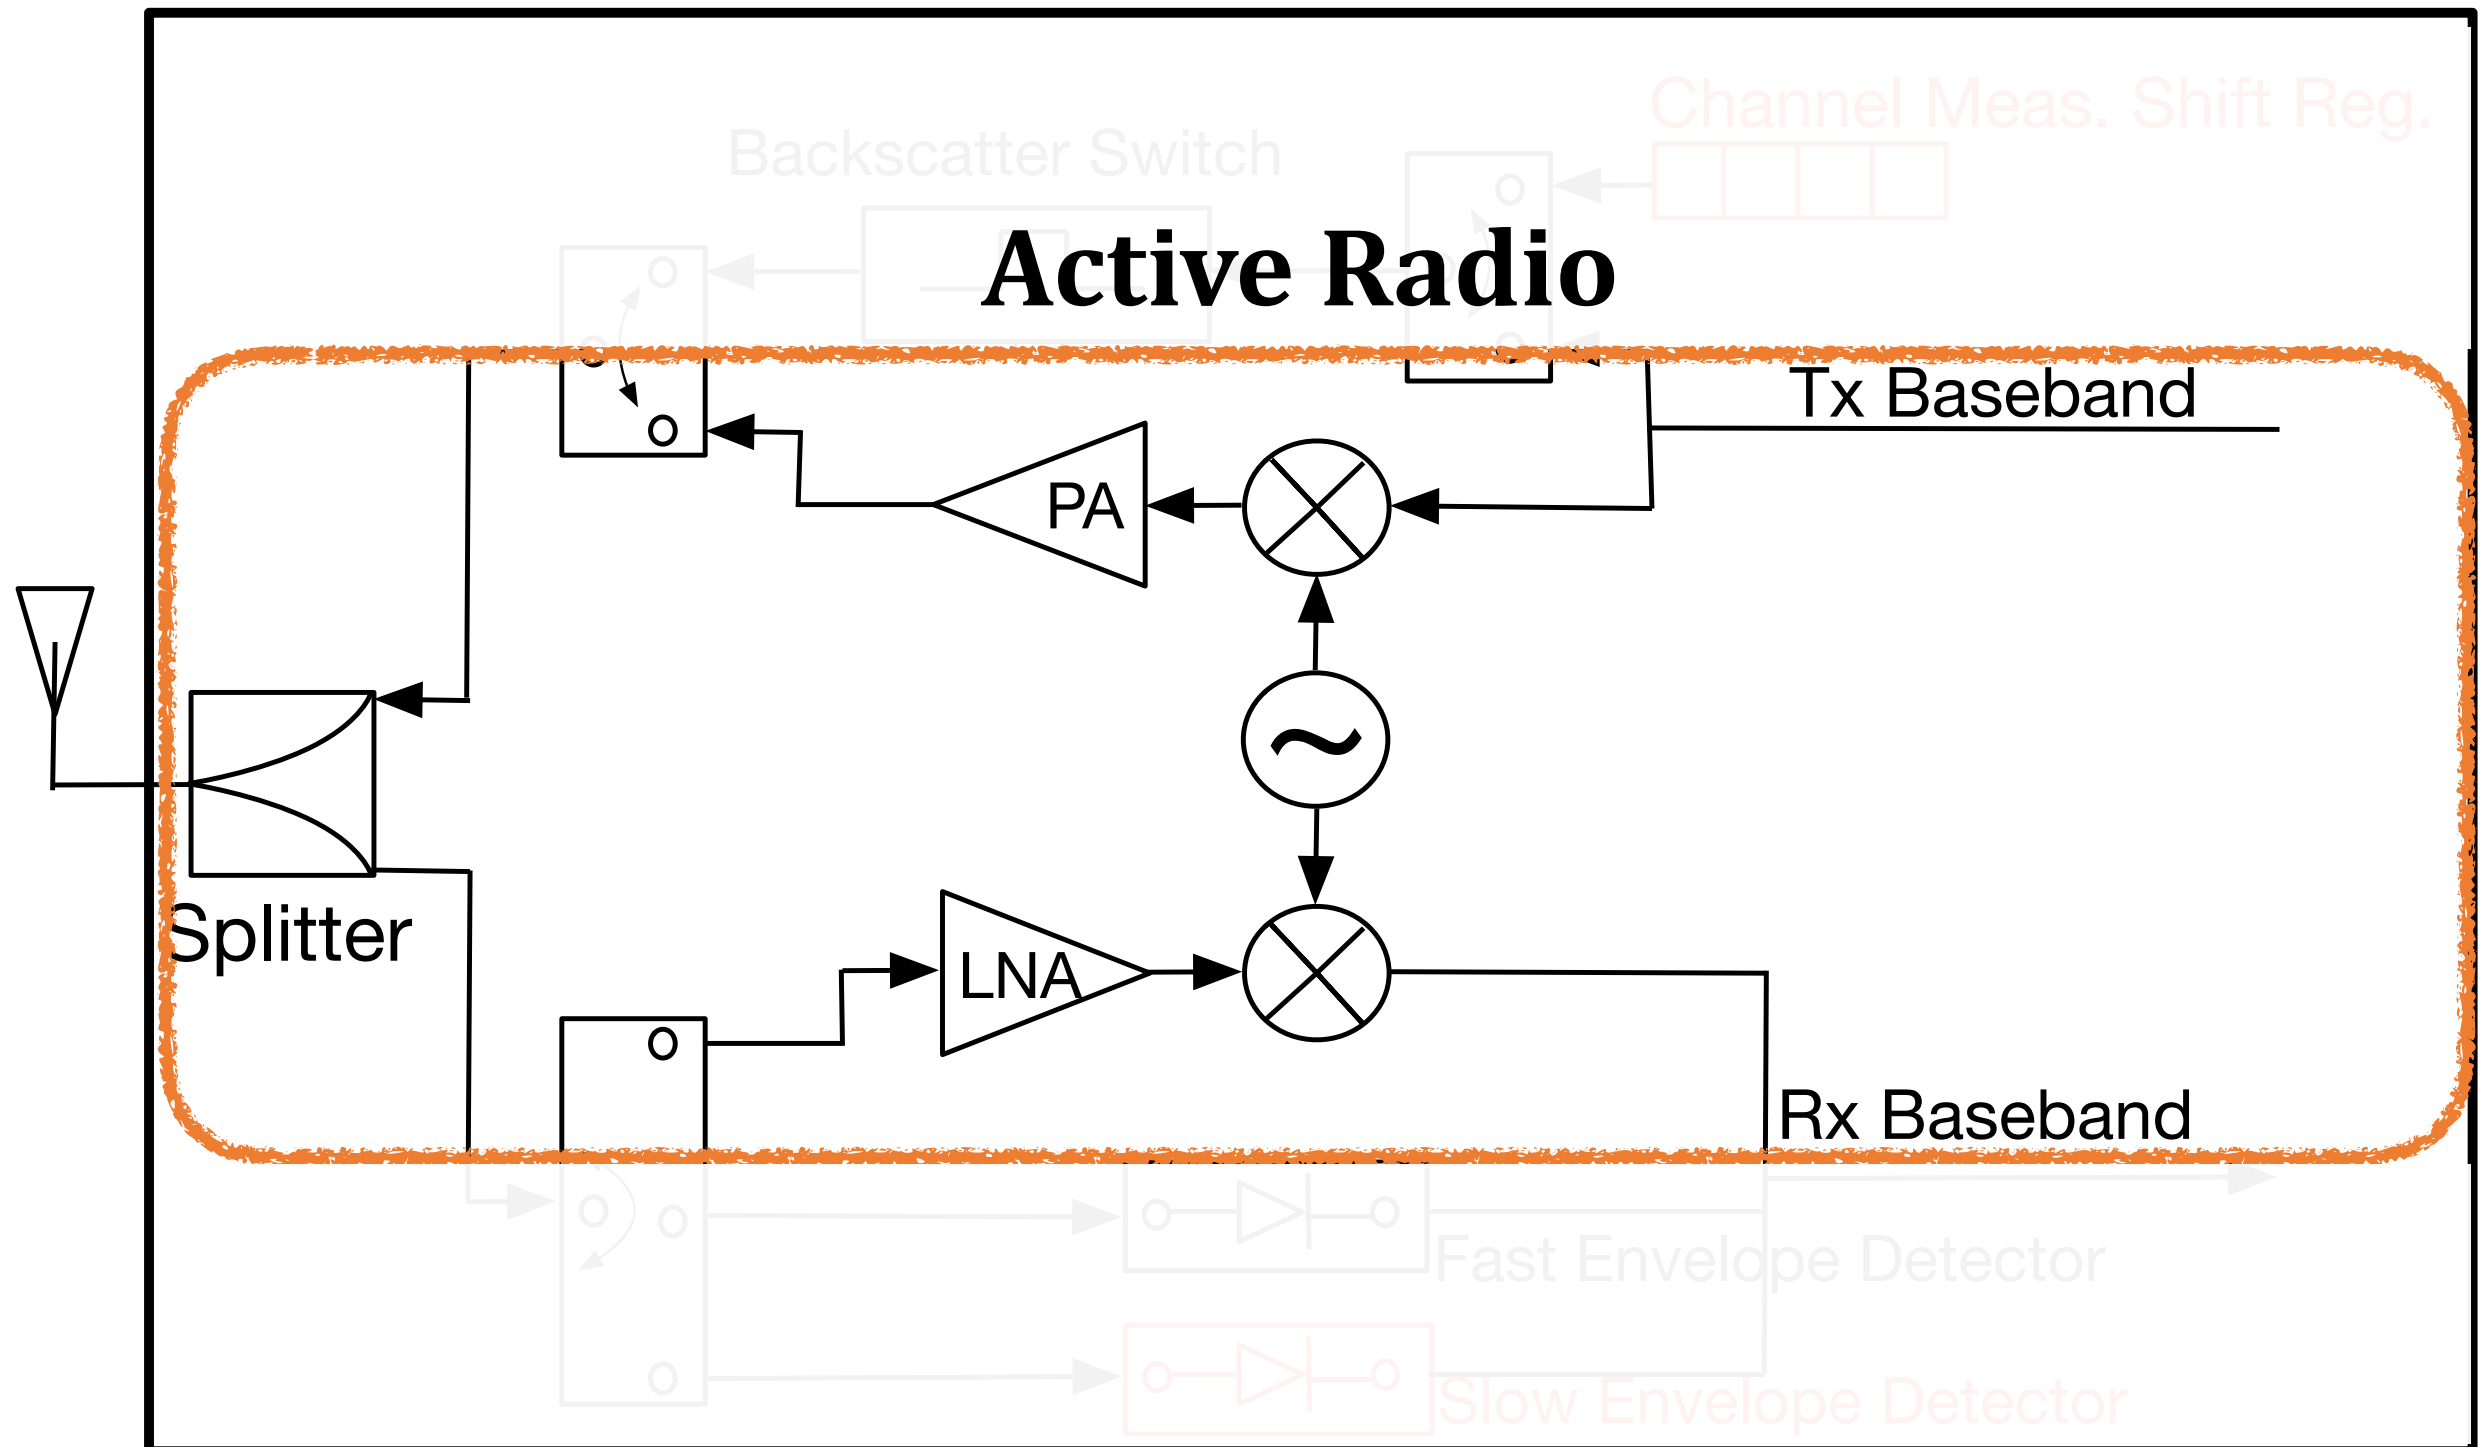 Channel Meas. Shift Reg.
Backscatter Switch
Active Radio
Tx Baseband
PA
Splitter
LNA
Rx Baseband
Fast Envelope Detector
Slow Envelope Detector